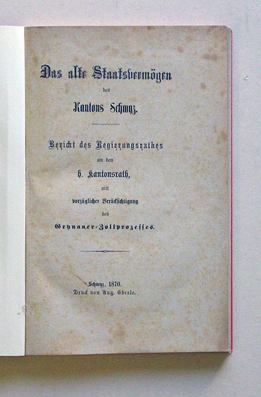 Das alte Staatsvermögen
des
Kantons Schwyz.
Bericht des Regierungsrathes
an den
h. Kantonsrath,
mit
vorzüglicher Berücksichtigung
des
Grynauer-Zollprozesses.
Schwyz, 1870.
Druck von Aug. Eberle.